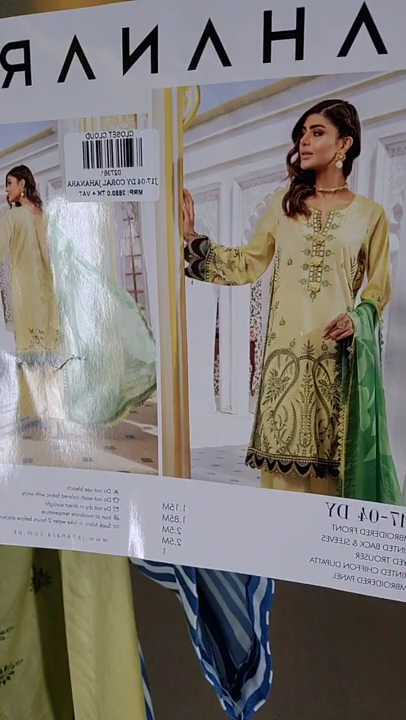 JAHANAR
CLOSET CLOUD
027361
J17-04 DY CORAL JAHANARA
MRP: 2880.0 TK + VAT
17-04 DY
MBROIDERED FRONT 1.15M
INTED BACK & SLEEVES 1.85M
YED TROUSER 2.5M
INTED CHIFFON DUPATTA 2.5M
MBROIDERED PANEL 1
Do not use bleach
Do not wash colored fabric with white
Do not dry in direct sunlight
Iron at moderate temperature
Soak fabric in luke water 2 hours before stitching
www.jahanara.com.pk